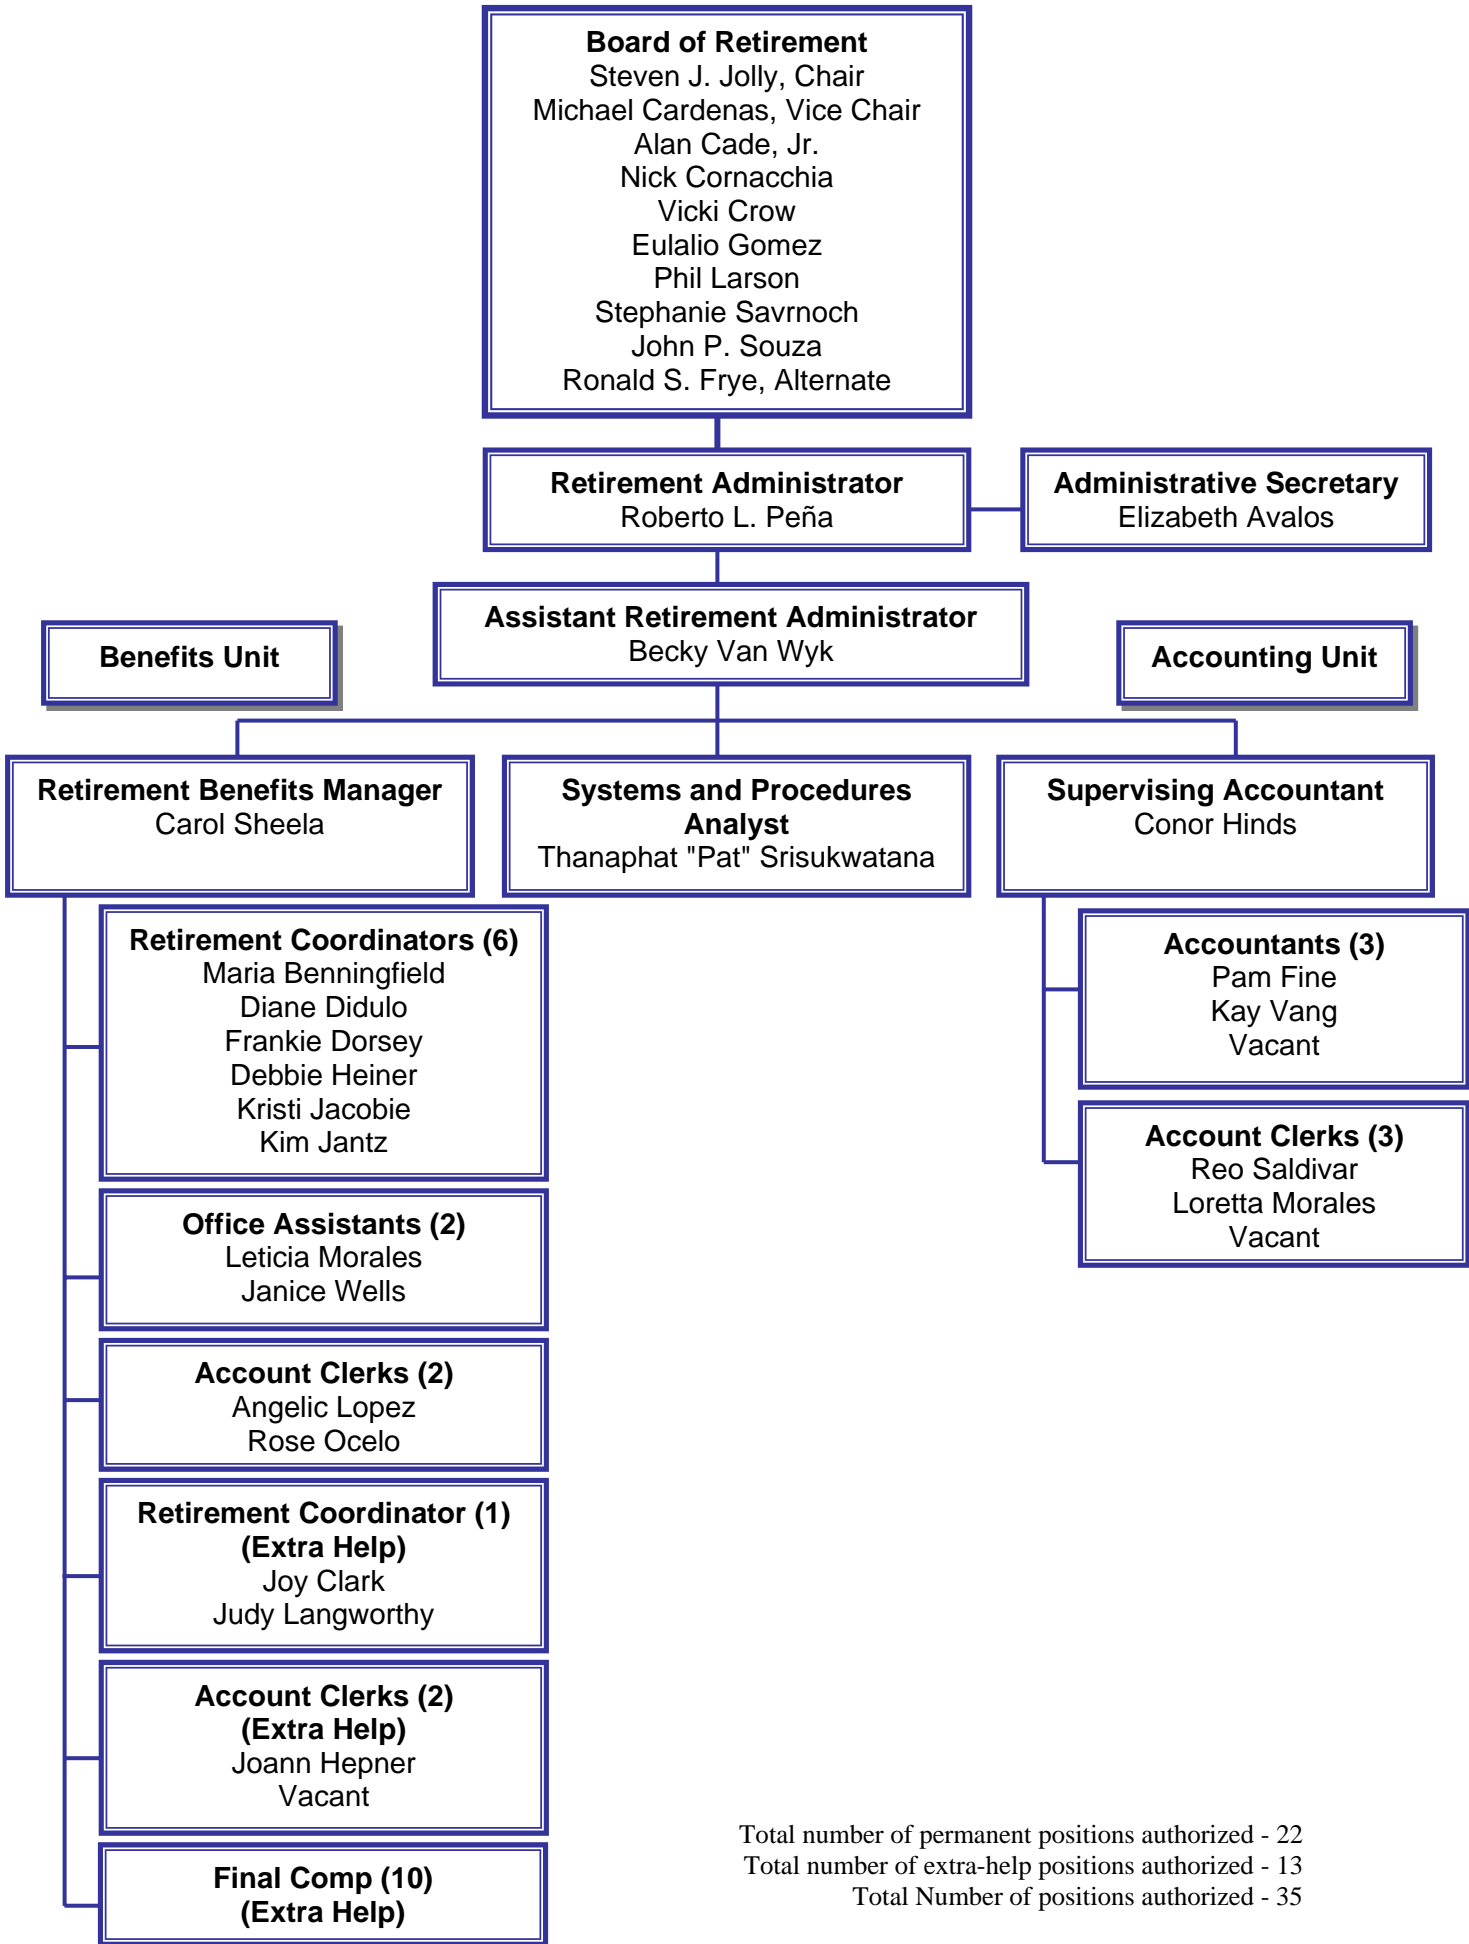 Board of Retirement
Steven J. Jolly, Chair
Michael Cardenas, Vice Chair
Alan Cade, Jr.
Nick Cornacchia
Vicki Crow
Eulalio Gomez
Phil Larson
Stephanie Savrnoch
John P. Souza
Ronald S. Frye, Alternate
Retirement Administrator
Roberto L. Peña
Administrative Secretary
Elizabeth Avalos
Assistant Retirement Administrator
Becky Van Wyk
Benefits Unit
Accounting Unit
Retirement Benefits Manager
Carol Sheela
Systems and Procedures
Analyst
Thanaphat "Pat" Srisukwatana
Supervising Accountant
Conor Hinds
Retirement Coordinators (6)
Maria Benningfield
Diane Didulo
Frankie Dorsey
Debbie Heiner
Kristi Jacobie
Kim Jantz
Office Assistants (2)
Leticia Morales
Janice Wells
Account Clerks (2)
Angelic Lopez
Rose Ocelo
Retirement Coordinator (1)
(Extra Help)
Joy Clark
Judy Langworthy
Account Clerks (2)
(Extra Help)
Joann Hepner
Vacant
Final Comp (10)
(Extra Help)
Accountants (3)
Pam Fine
Kay Vang
Vacant
Account Clerks (3)
Reo Saldivar
Loretta Morales
Vacant
Total number of permanent positions authorized - 22
Total number of extra-help positions authorized - 13
Total Number of positions authorized - 35